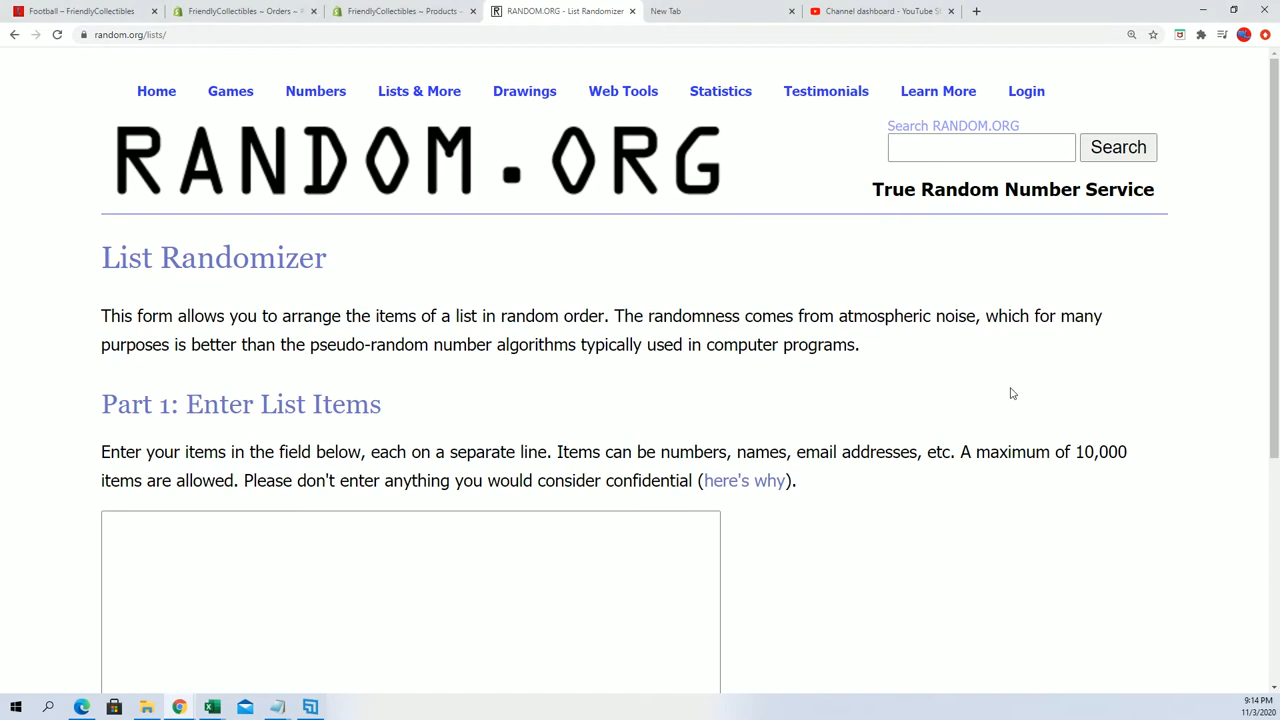 Football – FriendlyCollectibles
FriendlyCollectibles ~ Orders ~
FriendlyCollectibles ~ Products ~
RANDOM.ORG - List Randomizer
New Tab
Channel dashboard - YouTube
random.org/lists/
Home Games Numbers Lists & More Drawings Web Tools Statistics Testimonials Learn More Login
RANDOM.ORG
Search RANDOM.ORG
Search
True Random Number Service
List Randomizer
This form allows you to arrange the items of a list in random order. The randomness comes from atmospheric noise, which for many
purposes is better than the pseudo-random number algorithms typically used in computer programs.
Part 1: Enter List Items
Enter your items in the field below, each on a separate line. Items can be numbers, names, email addresses, etc. A maximum of 10,000
items are allowed. Please don't enter anything you would consider confidential (here's why).
9:14 PM
11/3/2020